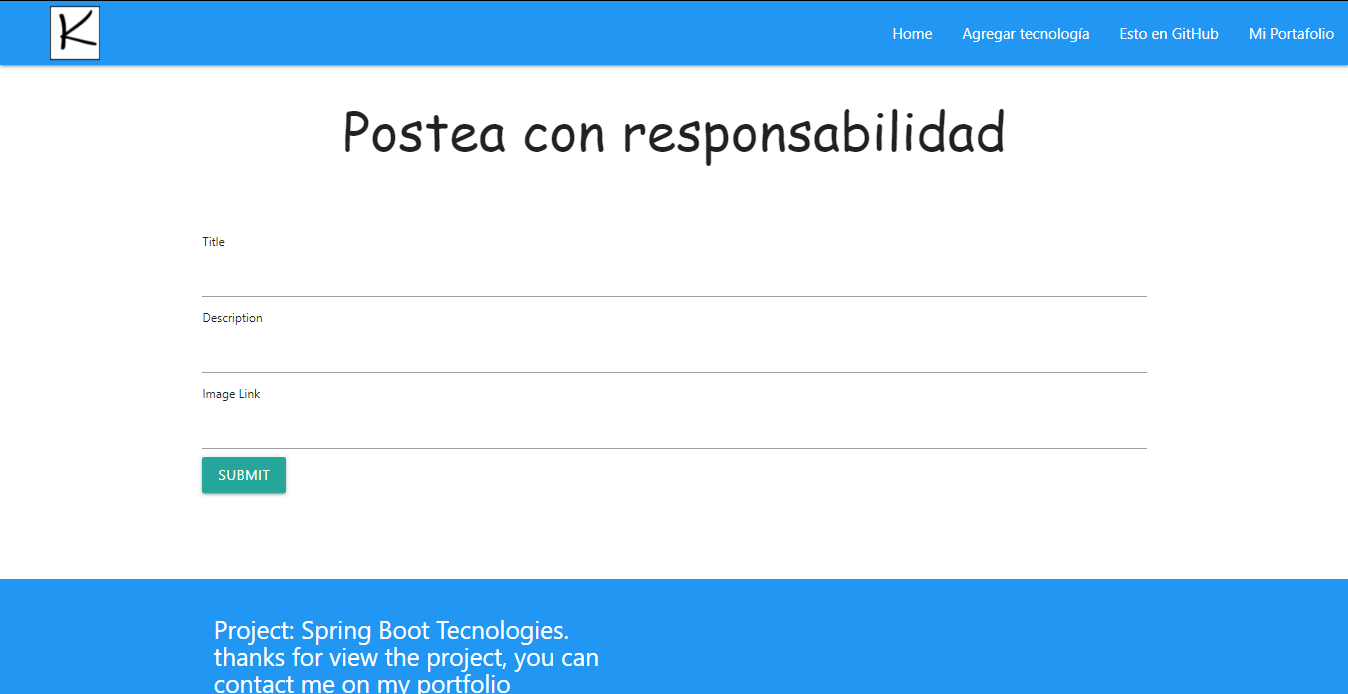 K
Home
Agregar tecnología
Esto en GitHub
Mi Portafolio
Postea con responsabilidad
Title
Description
Image Link
SUBMIT
Project: Spring Boot Tecnologies.
thanks for view the project, you can
contact me on my portfolio